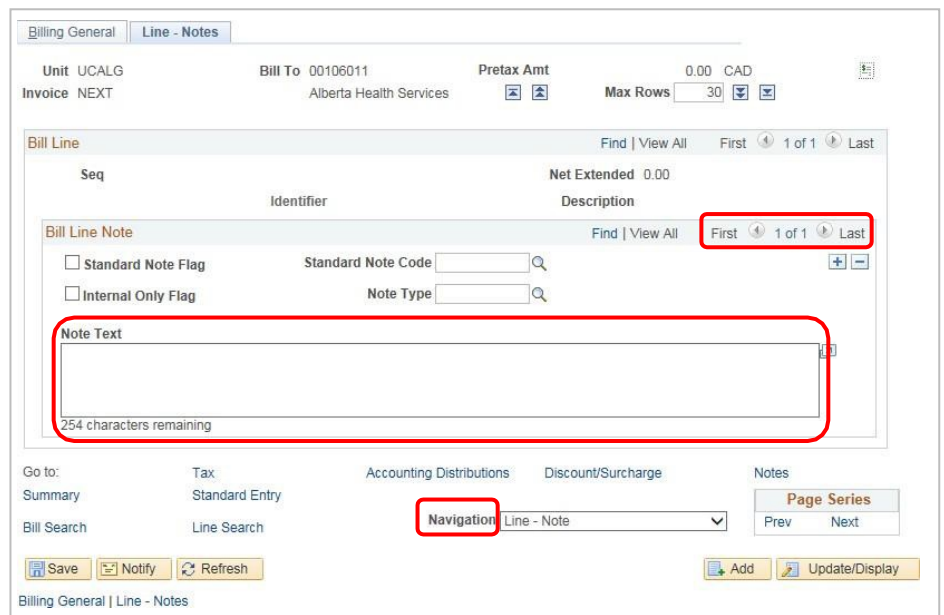 Billing General Line - Notes
Unit UCALG Bill To 00106011 Pretax Amt 0.00 CAD
Invoice NEXT Alberta Health Services Max Rows 30
Bill Line Find | View All First 1 of 1 Last
Seq Net Extended 0.00
Identifier Description
Bill Line Note Find | View All First 1 of 1 Last
Standard Note Flag Standard Note Code
Internal Only Flag Note Type
Note Text
254 characters remaining
Go to: Tax Accounting Distributions Discount/Surcharge Notes
Summary Standard Entry Page Series
Bill Search Line Search Navigation Line - Note Prev Next
Save Notify Refresh Add Update/Display
Billing General | Line - Notes